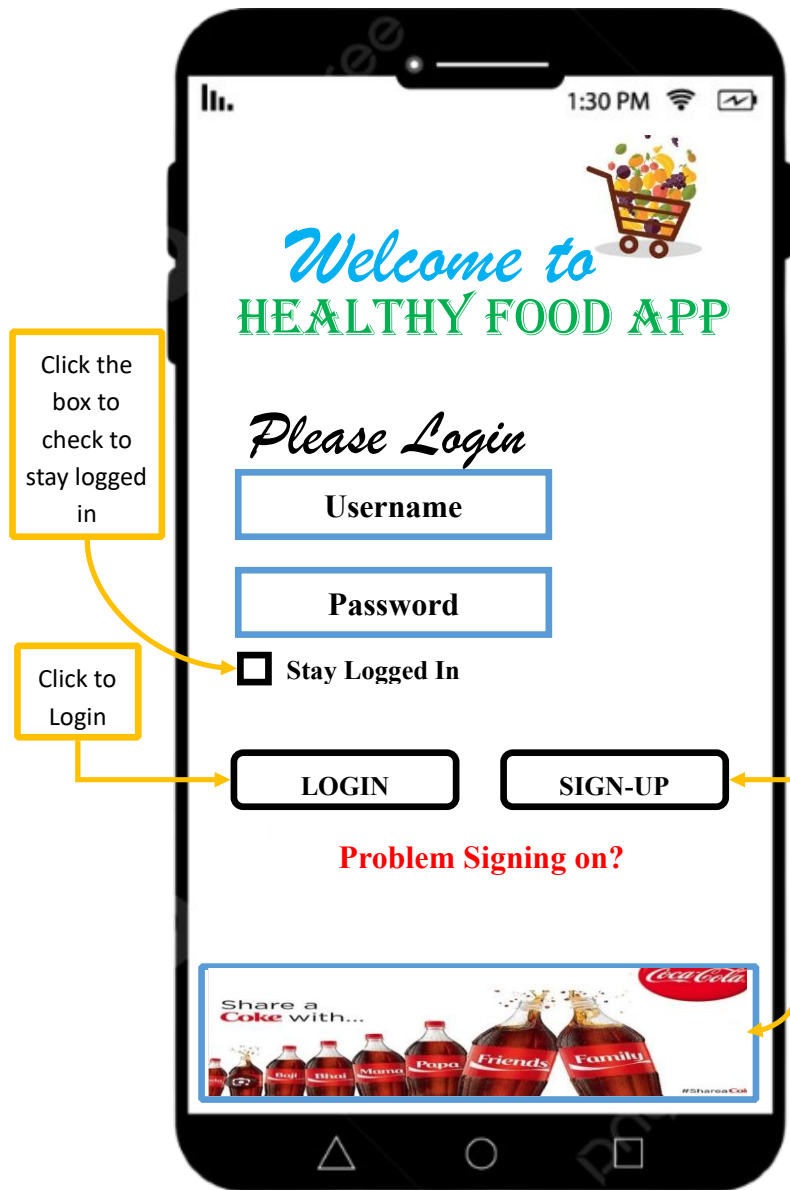 1:30 PM
Welcome to
HEALTHY FOOD APP
Click the
box to
check to
stay logged
in
Please Login
Username
Password
Stay Logged In
Click to
Login
LOGIN
SIGN-UP
Problem Signing on?
Coca-Cola
Share a
Coke with...
Baji
Bhai
Mama
Papa
Friends
Family